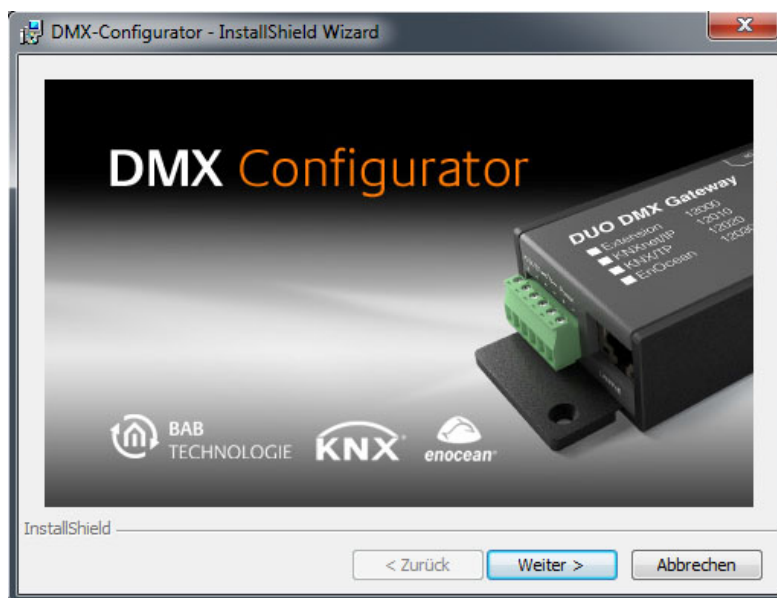 DMX-Configurator - InstallShield Wizard
DMX Configurator
DUO DMX Gateway
Extension 12000
KNXnet/IP 12010
KNX/TP 12020
EnOcean 12030
BAB
TECHNOLOGIE
KNX®
enocean®
InstallShield
< Zurück
Weiter >
Abbrechen